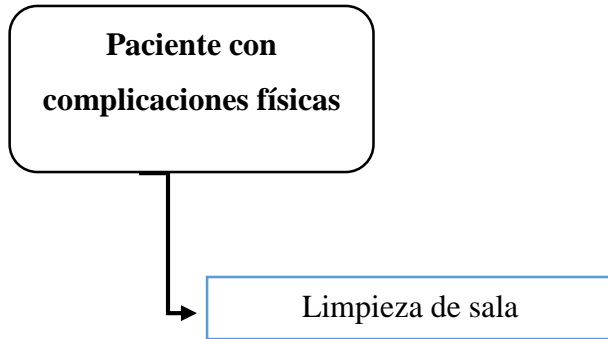 Paciente con
complicaciones físicas
Limpieza de sala